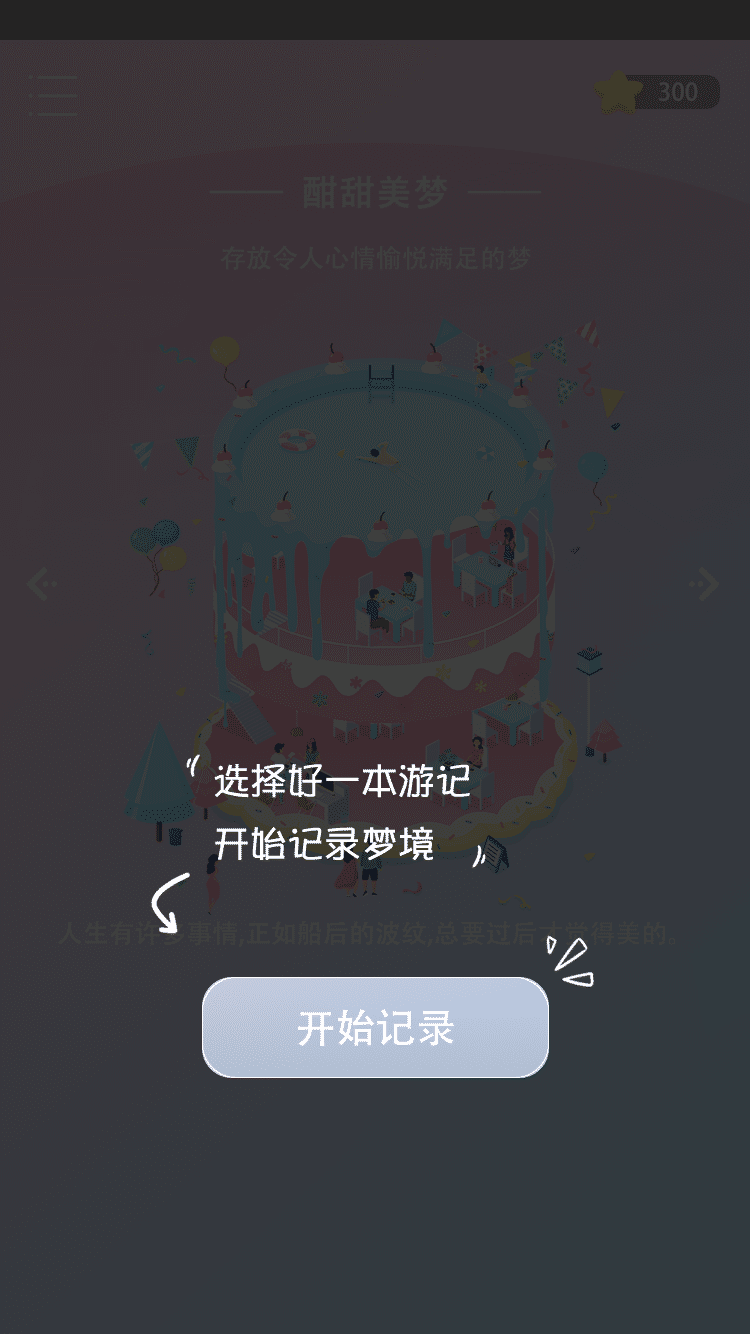 300
酣甜美梦
存放令人心情愉悦满足的梦
选择好一本游记
开始记录梦境
人生有许多事情,正如船后的波纹,总要过后才觉得美的。
开始记录